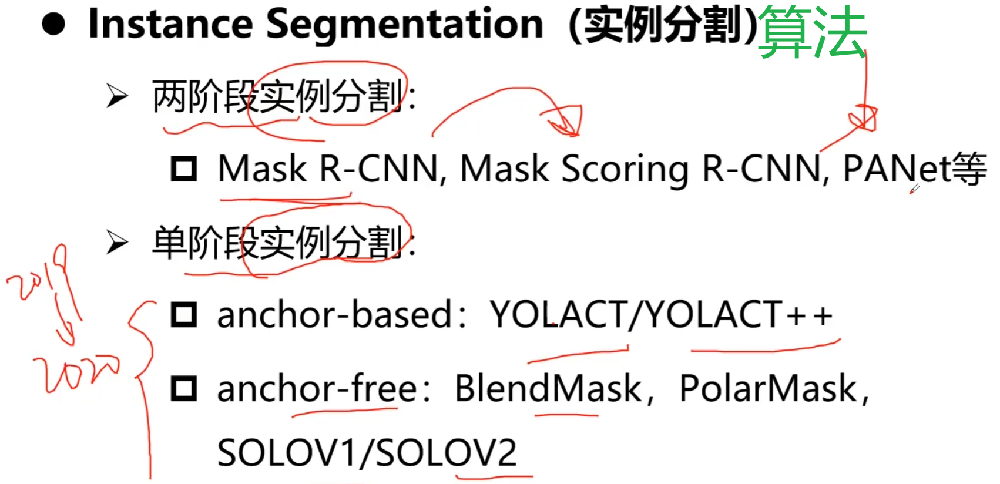 ● Instance Segmentation（实例分割）算法
➢ 两阶段实例分割：
Mask R-CNN, Mask Scoring R-CNN, PANet等
➢ 单阶段实例分割：
2019
anchor-based：YOLACT/YOLACT++
2020
anchor-free：BlendMask，PolarMask，
SOLOV1/SOLOV2